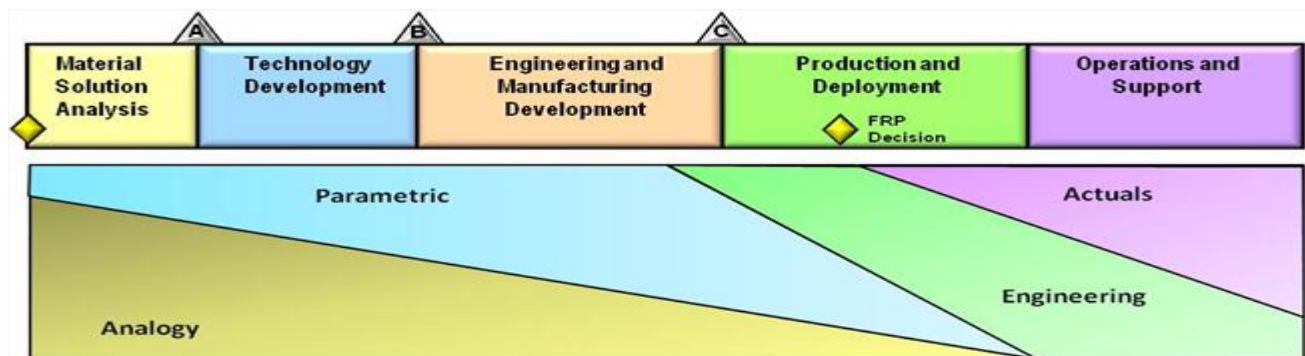 A
B
C
Material
Solution
Analysis
Technology
Development
Engineering and
Manufacturing
Development
Production and
Deployment
FRP
Decision
Operations and
Support
Parametric
Actuals
Engineering
Analogy